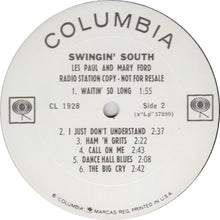 COLUMBIA
SWINGIN' SOUTH
LES PAUL AND MARY FORD
RADIO STATION COPY - NOT FOR RESALE
1. WAITIN' SO LONG 1:55
CL 1928
Side 2
(x"Lp" 57899)
2. I JUST DON'T UNDERSTAND 2:37
3. HAM 'N GRITS 2:22
4. CALL ON ME 2:43
5. DANCE HALL BLUES 2:08
6. THE BIG CRY 2:42
® "COLUMBIA", MARCAS REG. PRINTED IN U.S.A.